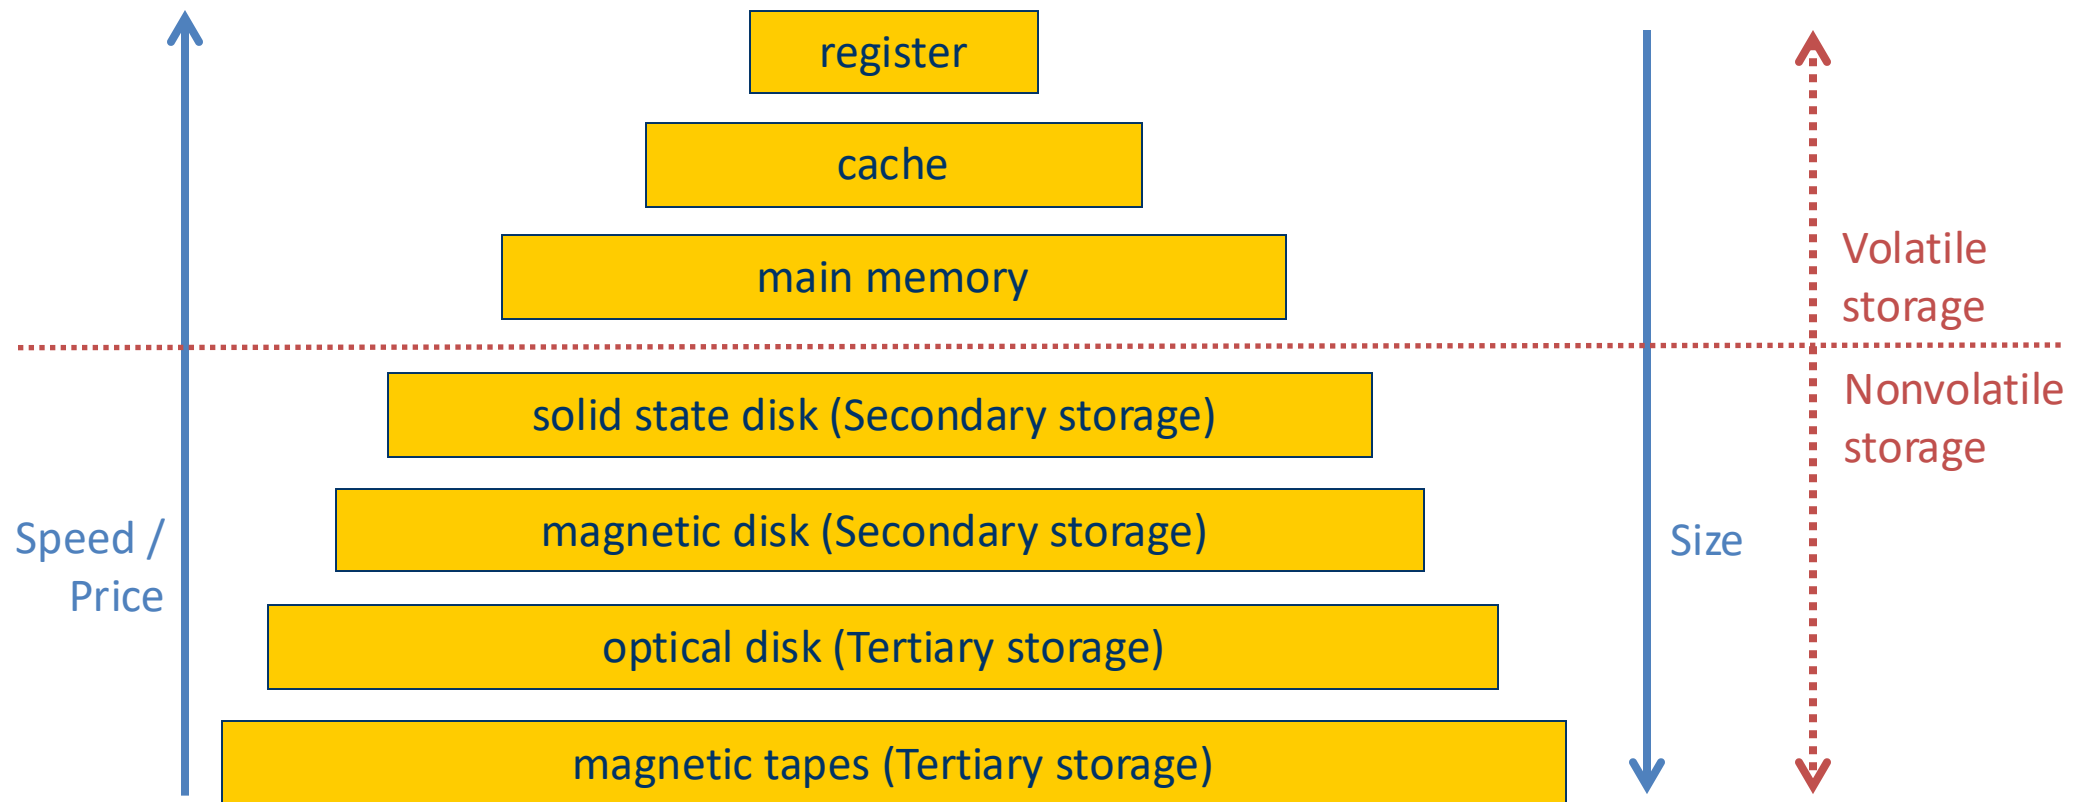 register
cache
main memory
Volatile
storage
solid state disk (Secondary storage)
Nonvolatile
storage
magnetic disk (Secondary storage)
Speed /
Price
Size
optical disk (Tertiary storage)
magnetic tapes (Tertiary storage)